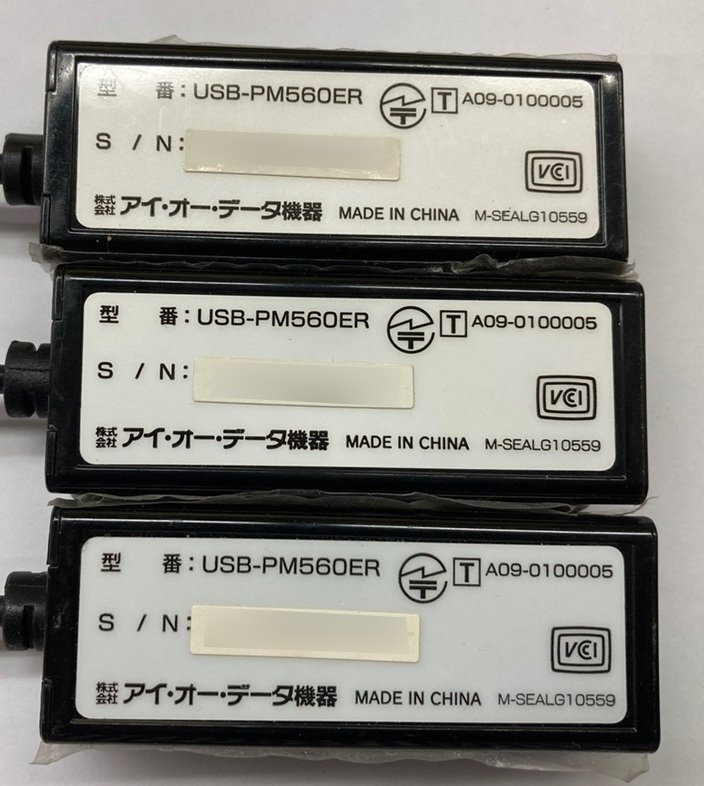 型 番：USB-PM560ER T A09-0100005
S / N：
VCI
株式会社 アイ・オー・データ機器 MADE IN CHINA M-SEALG10559
型 番：USB-PM560ER T A09-0100005
S / N：
VCI
株式会社 アイ・オー・データ機器 MADE IN CHINA M-SEALG10559
型 番：USB-PM560ER T A09-0100005
S / N：
VCI
株式会社 アイ・オー・データ機器 MADE IN CHINA M-SEALG10559